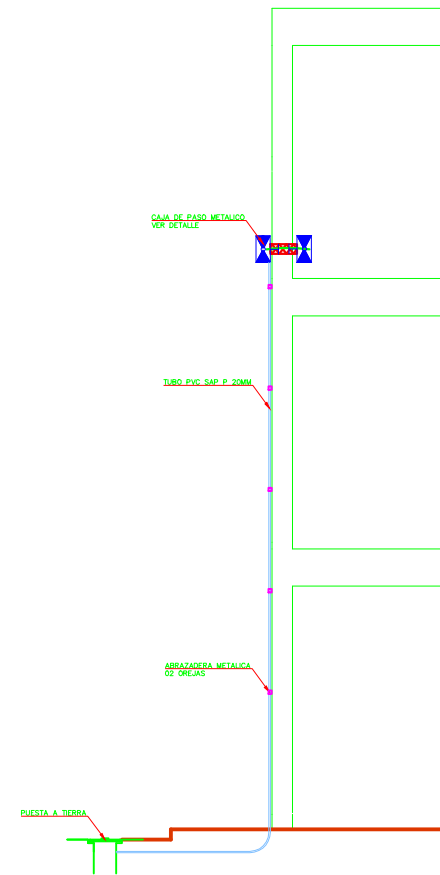 CAJA DE PASO METALICO
VER DETALLE
TUBO PVC SAP P 20MM
ABRAZADERA METALICA
02 OREJAS
PUESTA A TIERRA